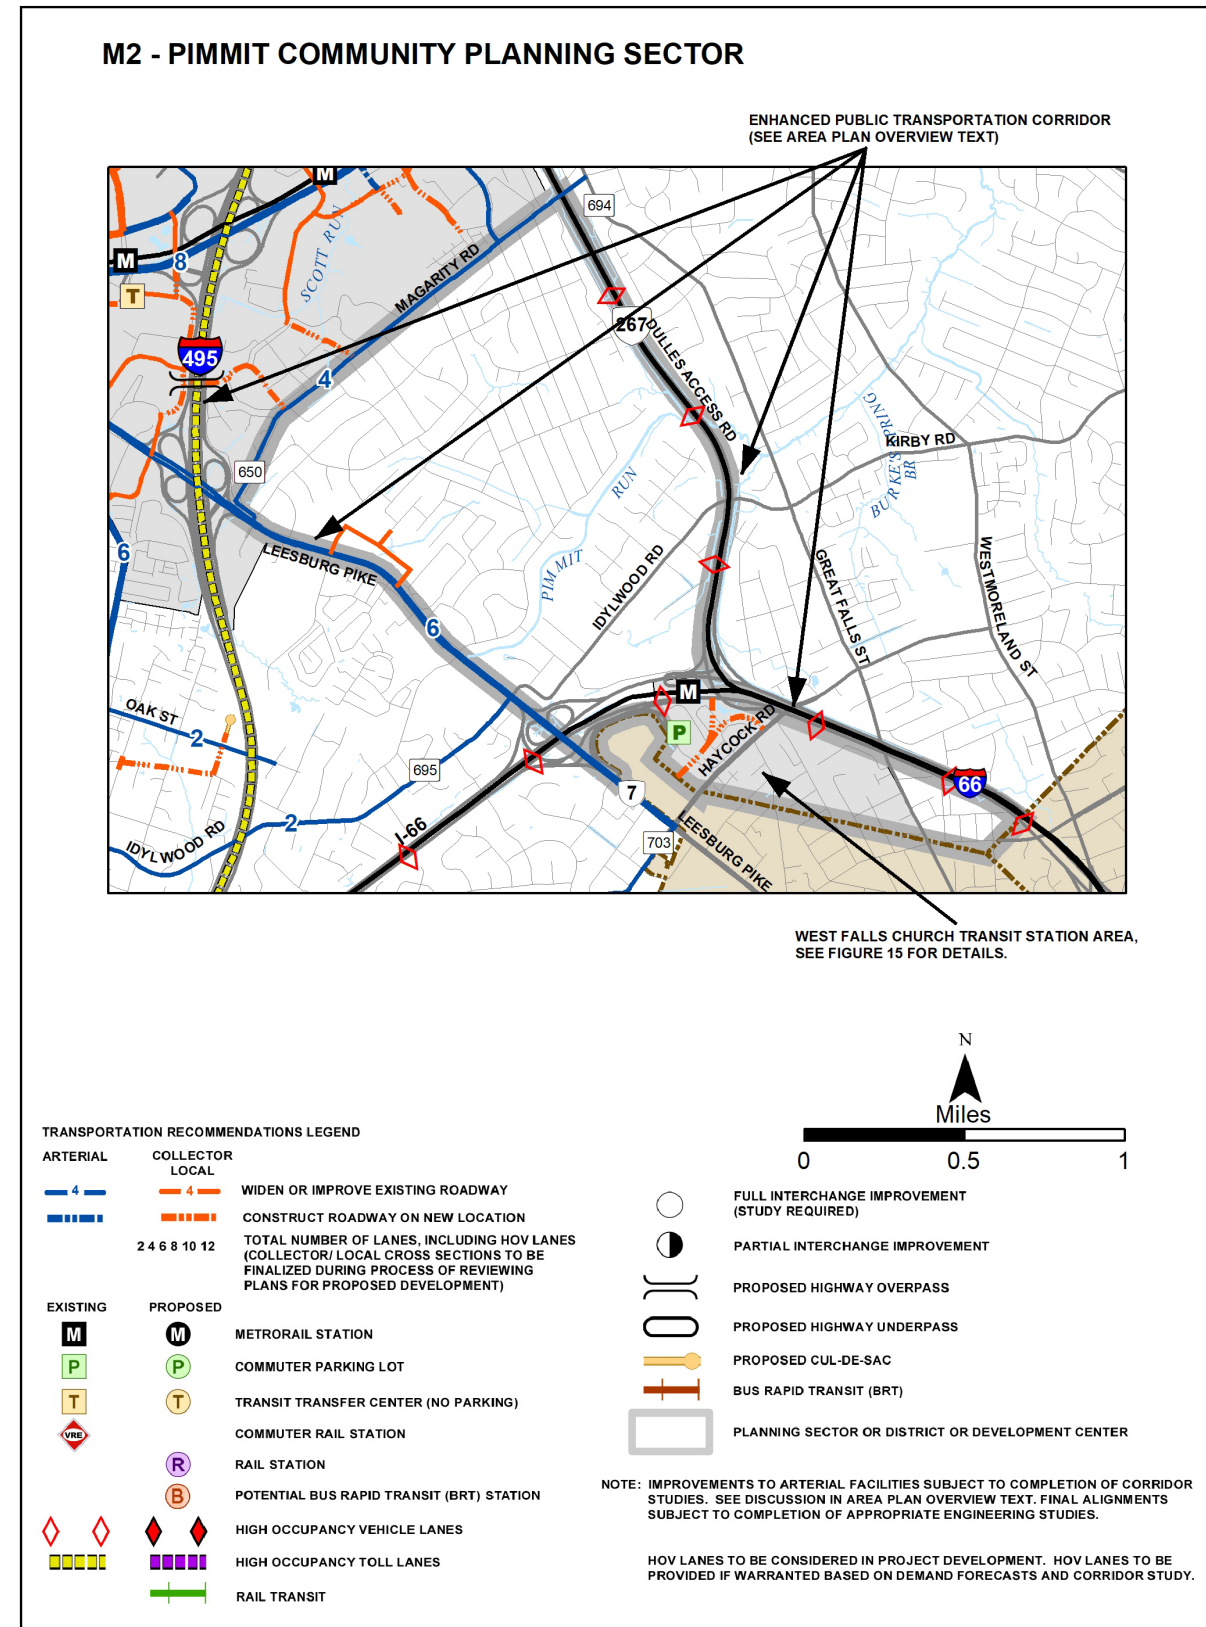 M2 - PIMMIT COMMUNITY PLANNING SECTOR
ENHANCED PUBLIC TRANSPORTATION CORRIDOR
(SEE AREA PLAN OVERVIEW TEXT)
M
694
SCOTT RUN
8
M
MAGARITY RD
T
267
DULLES ACCESS RD
495
4
BURKE'S SPRING
BR
KIRBY RD
650
PIMMIT
RUN
6
LEESBURG PIKE
IDYLWOOD RD
GREAT FALLS ST
WESTMORELAND ST
6
M
OAK ST
2
P
HAYCOCK RD
695
7
66
2
I-66
IDYLWOOD RD
703
LEESBURG PIKE
WEST FALLS CHURCH TRANSIT STATION AREA,
SEE FIGURE 15 FOR DETAILS.
N
Miles
0 0.5 1
TRANSPORTATION RECOMMENDATIONS LEGEND
ARTERIAL
COLLECTOR
LOCAL
4 4 WIDEN OR IMPROVE EXISTING ROADWAY
CONSTRUCT ROADWAY ON NEW LOCATION
2 4 6 8 10 12 TOTAL NUMBER OF LANES, INCLUDING HOV LANES
(COLLECTOR/ LOCAL CROSS SECTIONS TO BE
FINALIZED DURING PROCESS OF REVIEWING
PLANS FOR PROPOSED DEVELOPMENT)
EXISTING PROPOSED
M M METRORAIL STATION
P P COMMUTER PARKING LOT
T T TRANSIT TRANSFER CENTER (NO PARKING)
VRE COMMUTER RAIL STATION
R RAIL STATION
B POTENTIAL BUS RAPID TRANSIT (BRT) STATION
HIGH OCCUPANCY VEHICLE LANES
HIGH OCCUPANCY TOLL LANES
RAIL TRANSIT
FULL INTERCHANGE IMPROVEMENT
(STUDY REQUIRED)
PARTIAL INTERCHANGE IMPROVEMENT
PROPOSED HIGHWAY OVERPASS
PROPOSED HIGHWAY UNDERPASS
PROPOSED CUL-DE-SAC
BUS RAPID TRANSIT (BRT)
PLANNING SECTOR OR DISTRICT OR DEVELOPMENT CENTER
NOTE: IMPROVEMENTS TO ARTERIAL FACILITIES SUBJECT TO COMPLETION OF CORRIDOR
STUDIES. SEE DISCUSSION IN AREA PLAN OVERVIEW TEXT. FINAL ALIGNMENTS
SUBJECT TO COMPLETION OF APPROPRIATE ENGINEERING STUDIES.
HOV LANES TO BE CONSIDERED IN PROJECT DEVELOPMENT. HOV LANES TO BE
PROVIDED IF WARRANTED BASED ON DEMAND FORECASTS AND CORRIDOR STUDY.